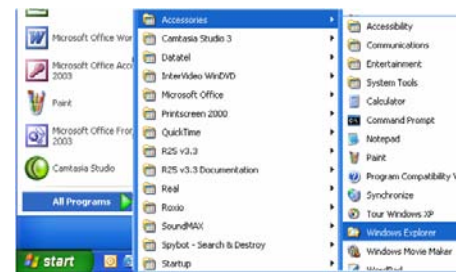 Microsoft Office Wor
Microsoft Office Acc
2003
Paint
Microsoft Office Fron
2003
Camtasia Studio
All Programs
start
Accessories
Camtasia Studio 3
Datatel
InterVideo WinDVD
Microsoft Office
Printscreen 2000
QuickTime
R25 v3.3
R25 v3.3 Documentation
Real
Roxio
SoundMAX
Spybot - Search & Destroy
Startup
Accessibility
Communications
Entertainment
System Tools
Calculator
Command Prompt
Notepad
Paint
Program Compatibility
Synchronize
Tour Windows XP
Windows Explorer
Windows Movie Maker
WordPad